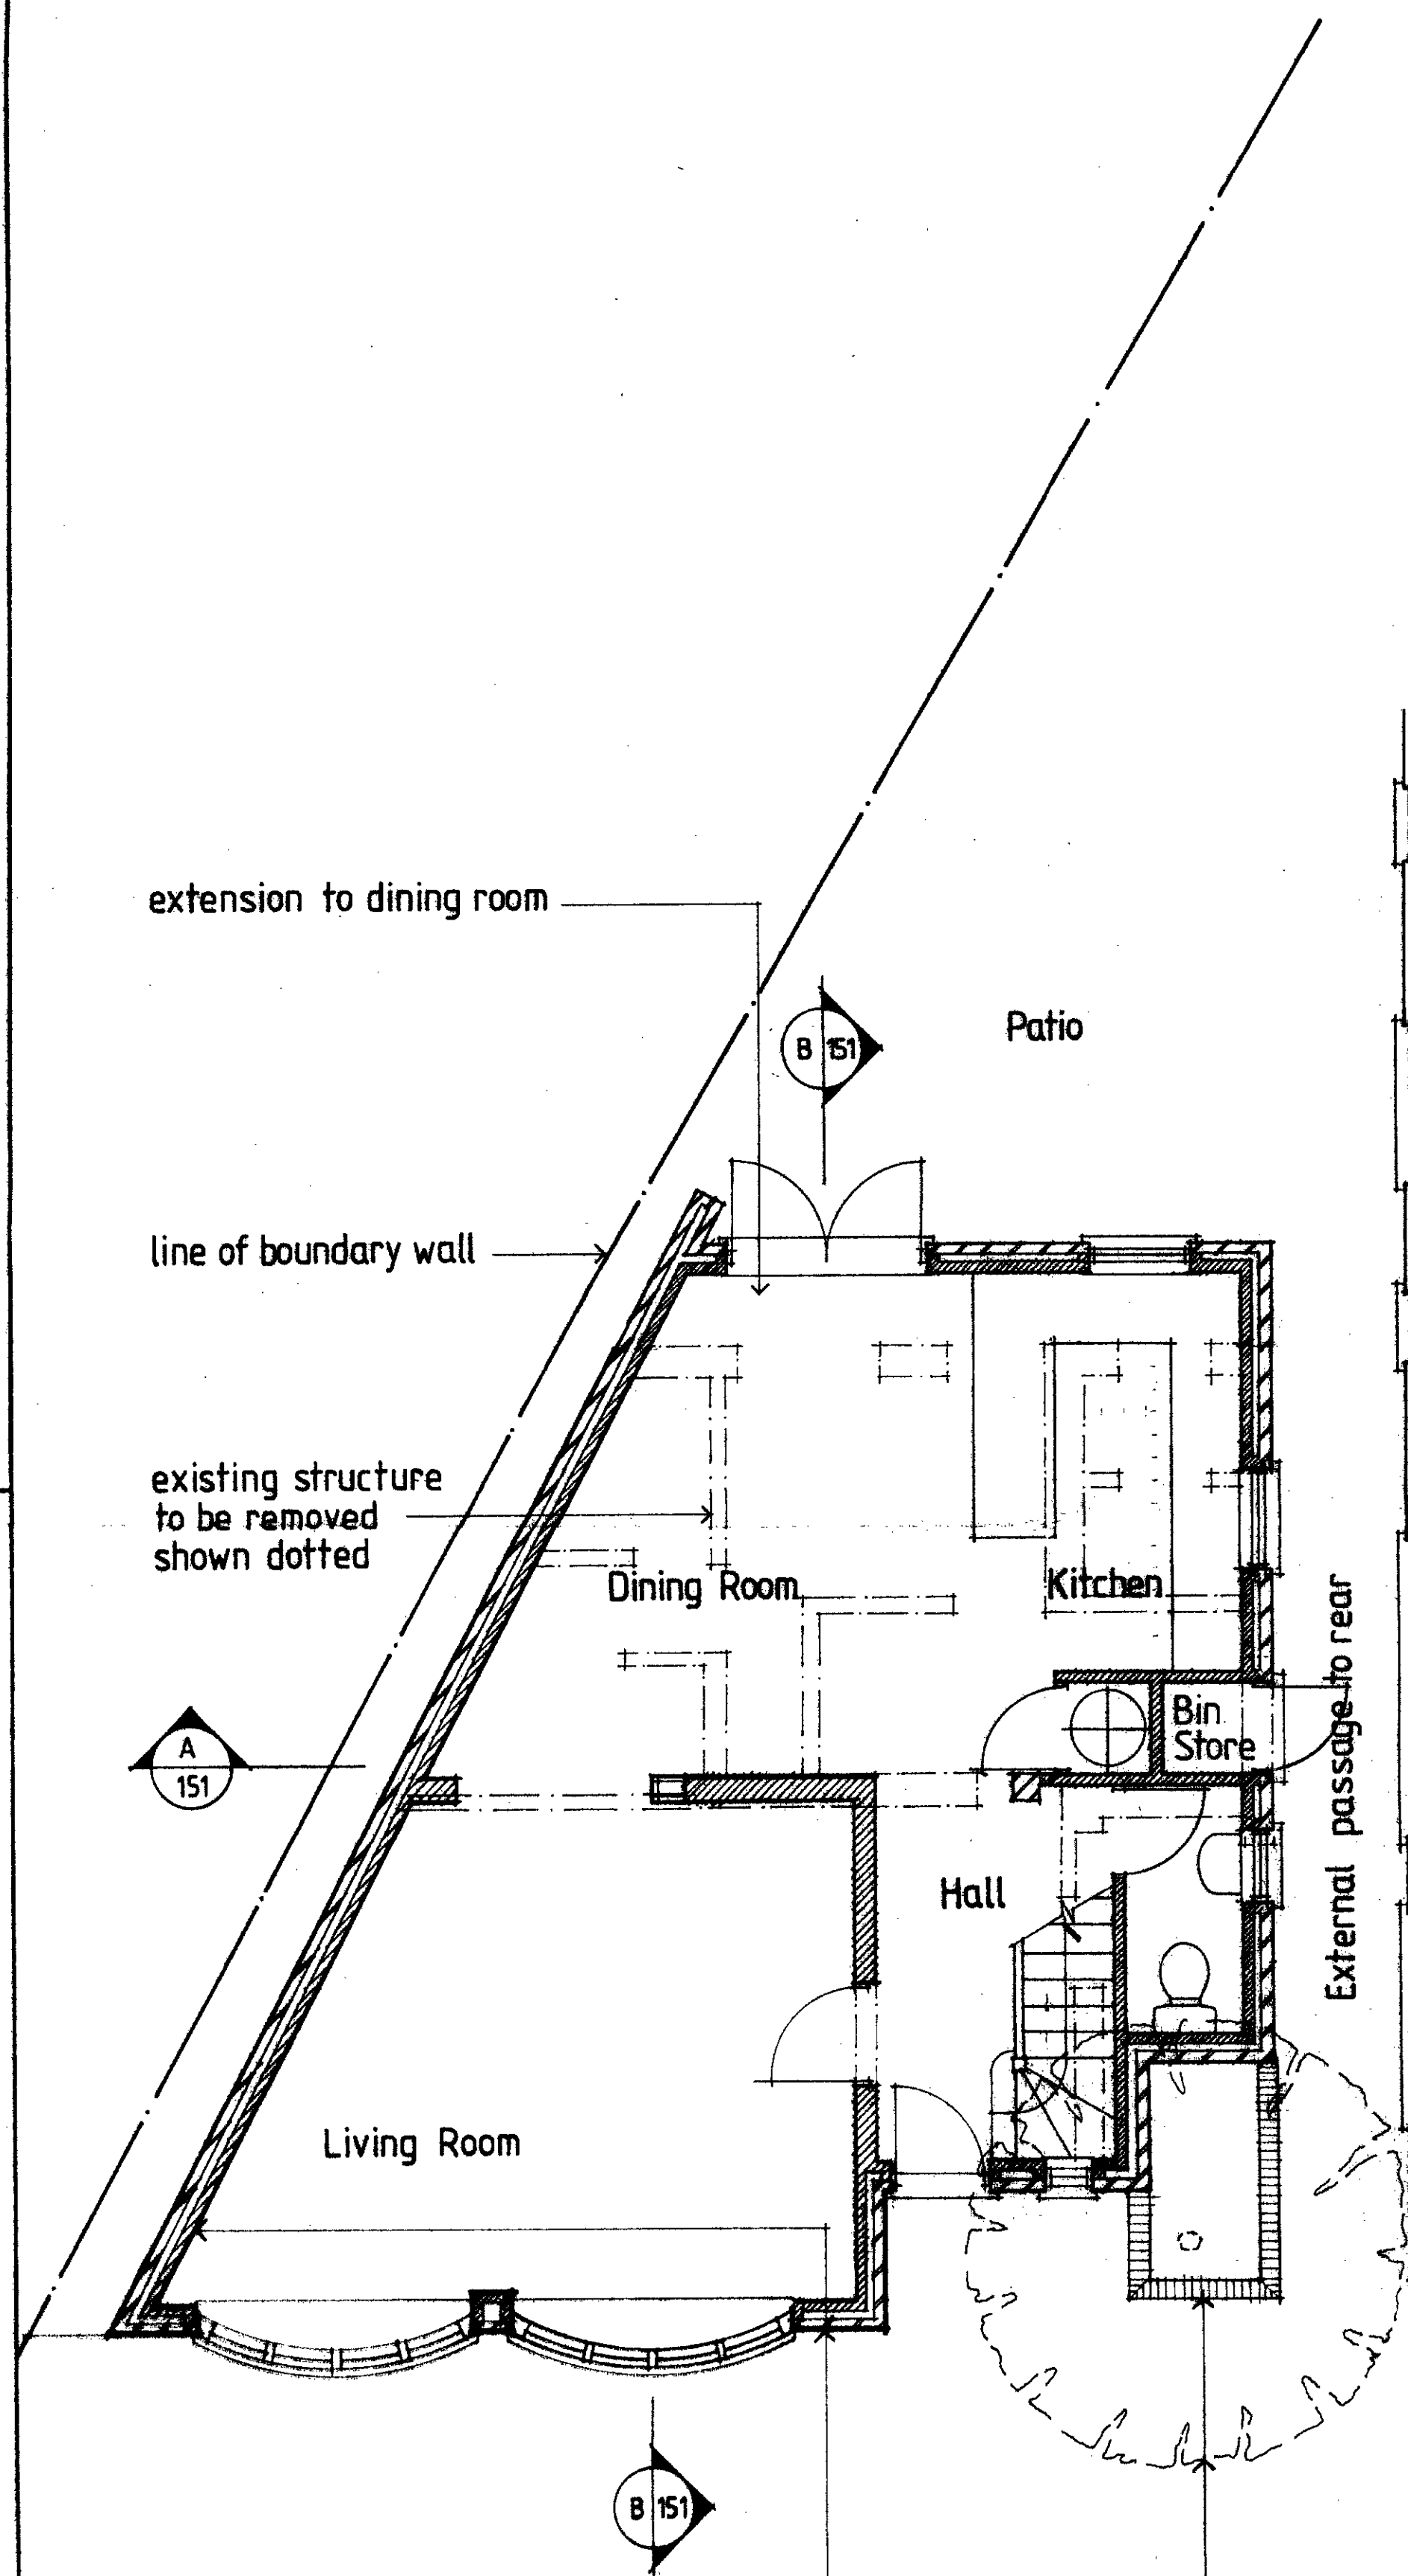 extension to dining room
Patio
B 151
line of boundary wall
existing structure
to be removed
shown dotted
Dining Room
Kitchen
External passage to rear
Bin
Store
A
151
Hall
Living Room
B 151